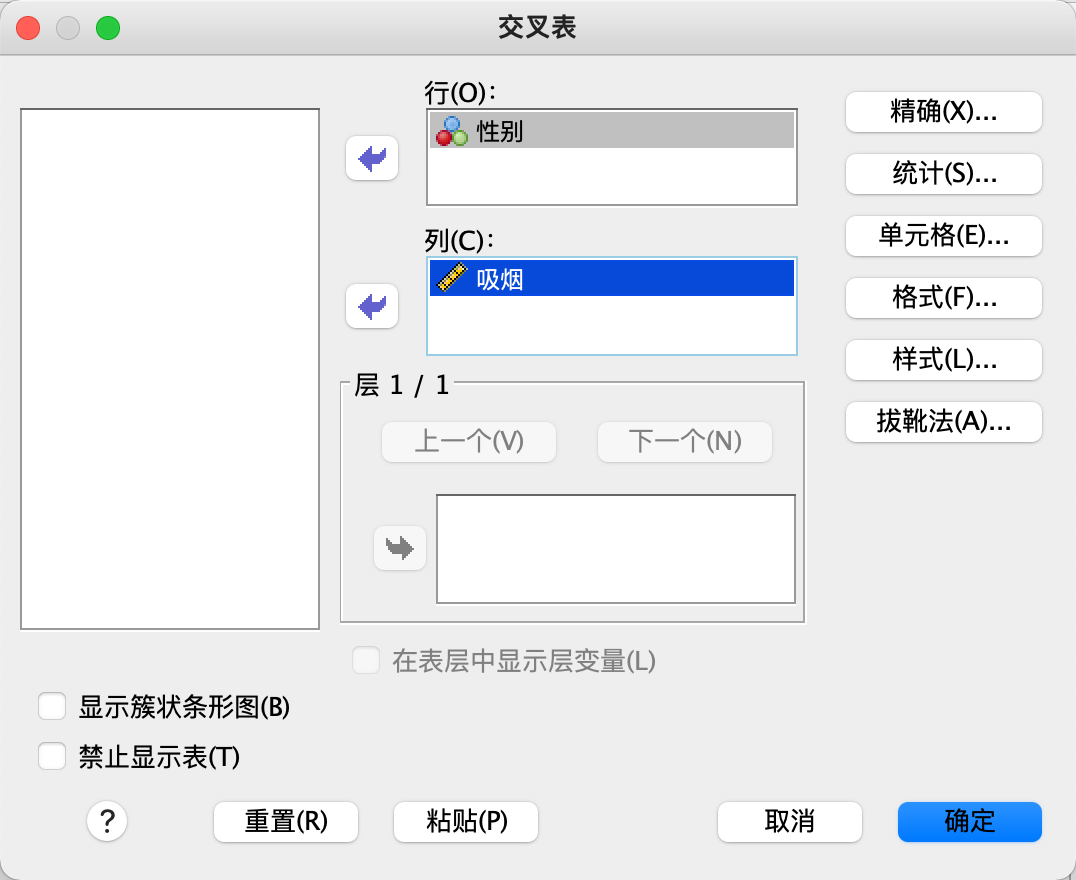 交叉表
行(O):
性别
列(C):
吸烟
层 1 / 1
上一个(V)
下一个(N)
在表层中显示层变量(L)
精确(X)...
统计(S)...
单元格(E)...
格式(F)...
样式(L)...
拔靴法(A)...
显示簇状条形图(B)
禁止显示表(T)
?
重置(R)
粘贴(P)
取消
确定